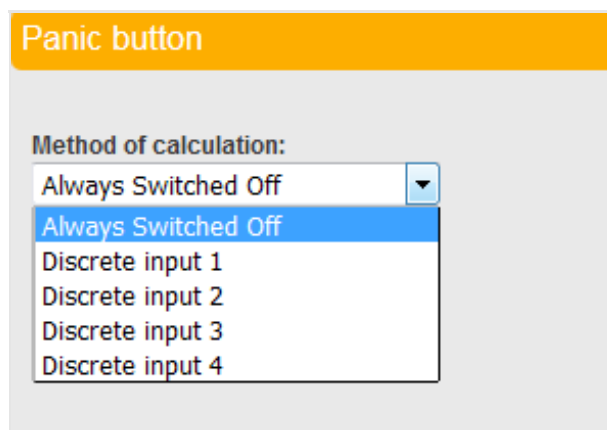 Panic button
Method of calculation:
Always Switched Off
Always Switched Off
Discrete input 1
Discrete input 2
Discrete input 3
Discrete input 4